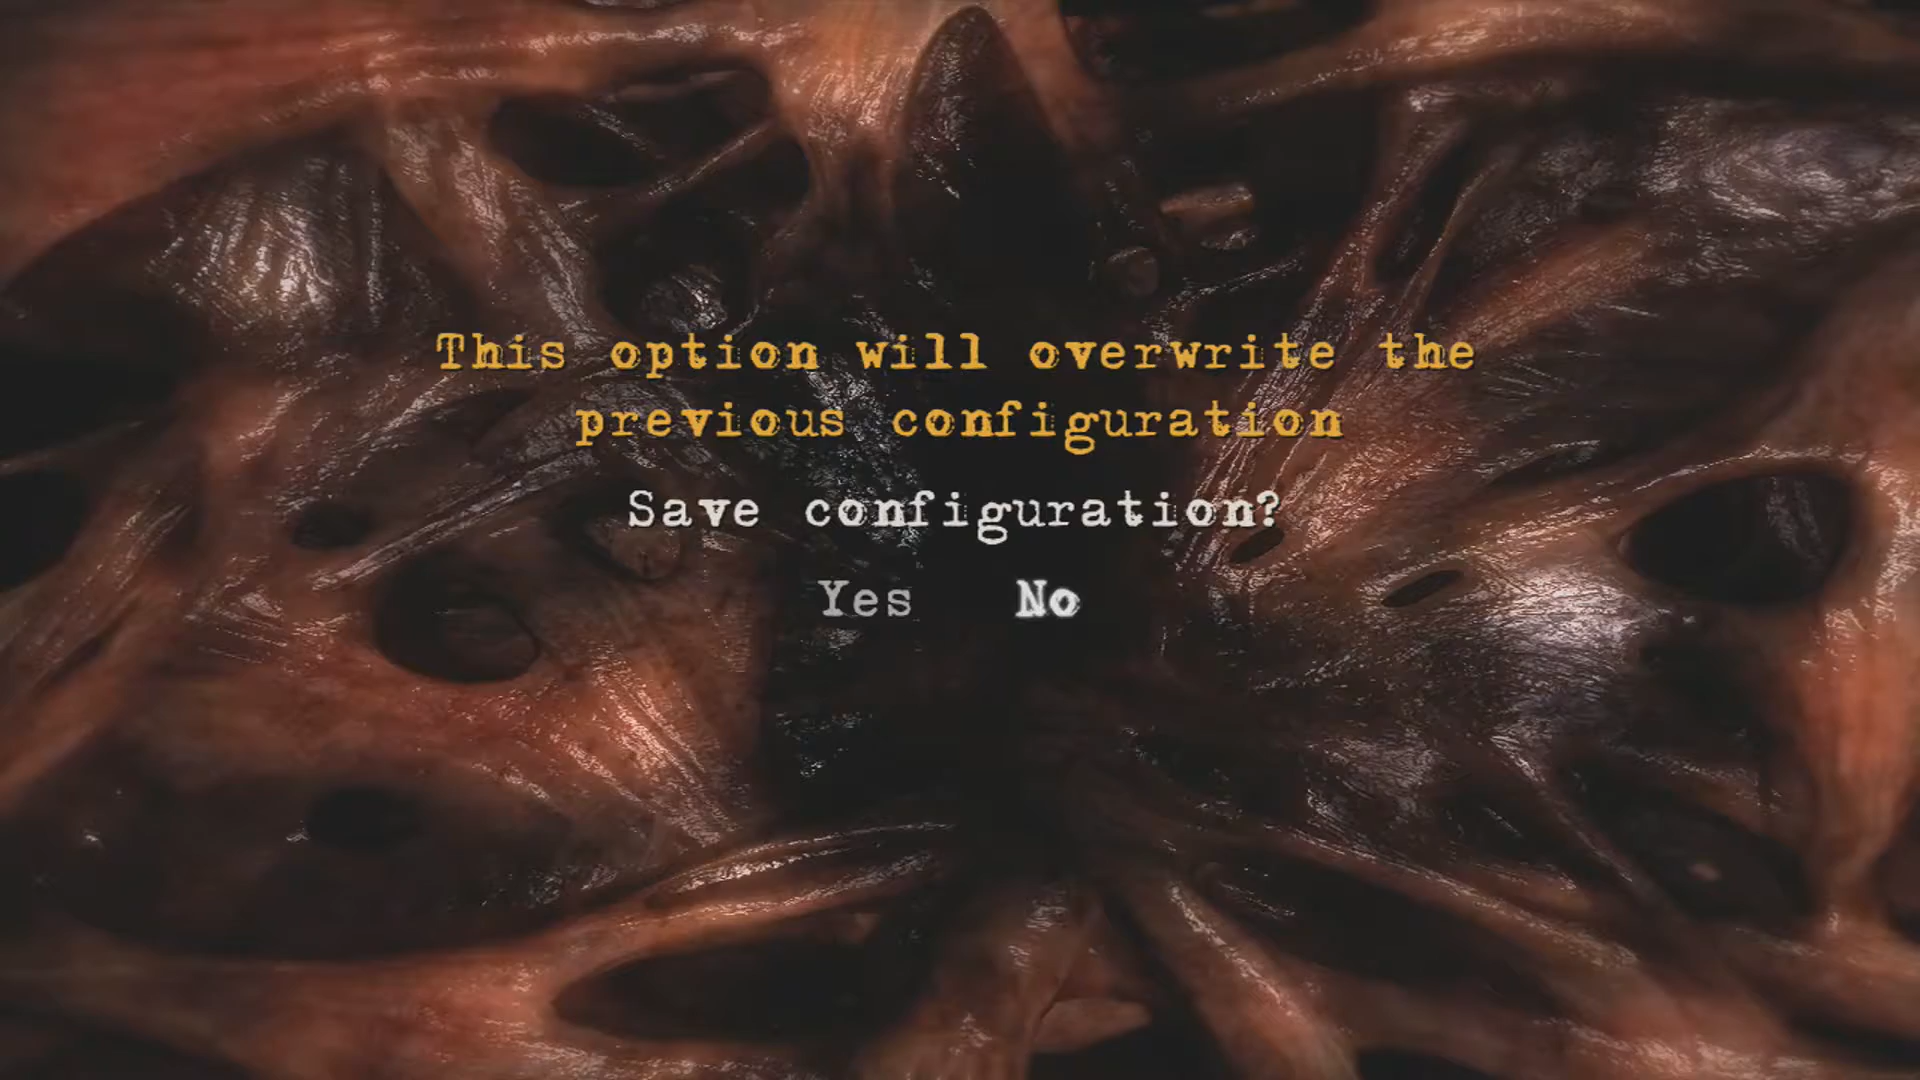 This option will overwrite the
previous configuration
Save configuration?
Yes No